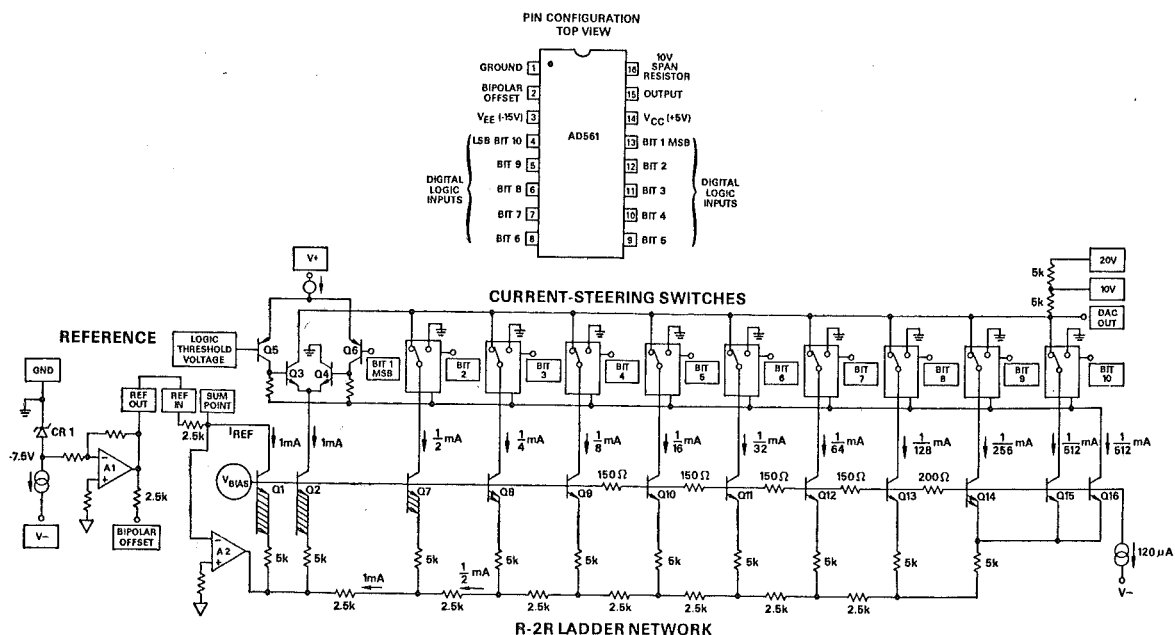 PIN CONFIGURATION
TOP VIEW
GROUND 1
BIPOLAR OFFSET 2
VEE (-15V) 3
LSB BIT 10 4
BIT 9 5
BIT 8 6
BIT 7 7
BIT 6 8
DIGITAL LOGIC INPUTS
AD561
16 10V SPAN RESISTOR
15 OUTPUT
14 VCC (+5V)
13 BIT 1 MSB
12 BIT 2
11 BIT 3
10 BIT 4
9 BIT 5
DIGITAL LOGIC INPUTS
V+
CURRENT-STEERING SWITCHES
5k 20V
10V
5k
DAC OUT
REFERENCE
LOGIC THRESHOLD VOLTAGE
Q5 Q3 Q4 Q6
BIT 1 MSB
BIT 2
BIT 3
BIT 4
BIT 5
BIT 6
BIT 7
BIT 8
BIT 9
BIT 10
GND
REF OUT
REF IN
SUM POINT
CR 1
2.5k
IREF
1mA 1mA 1/2 mA 1/4 mA 1/8 mA 1/16 mA 1/32 mA 1/64 mA 1/128 mA 1/256 mA 1/512 mA 1/512 mA
-7.5V
A1
2.5k
V−
BIPOLAR OFFSET
VBIAS
Q1 Q2 Q7 Q8 Q9 Q10 Q11 Q12 Q13 Q14 Q15 Q16
150Ω 150Ω 150Ω 150Ω 200Ω
120 μA
V−
A2
5k 5k 5k 5k 5k 5k 5k 5k 5k 5k
1mA 1/2 mA
2.5k 2.5k 2.5k 2.5k 2.5k 2.5k 2.5k
R-2R LADDER NETWORK